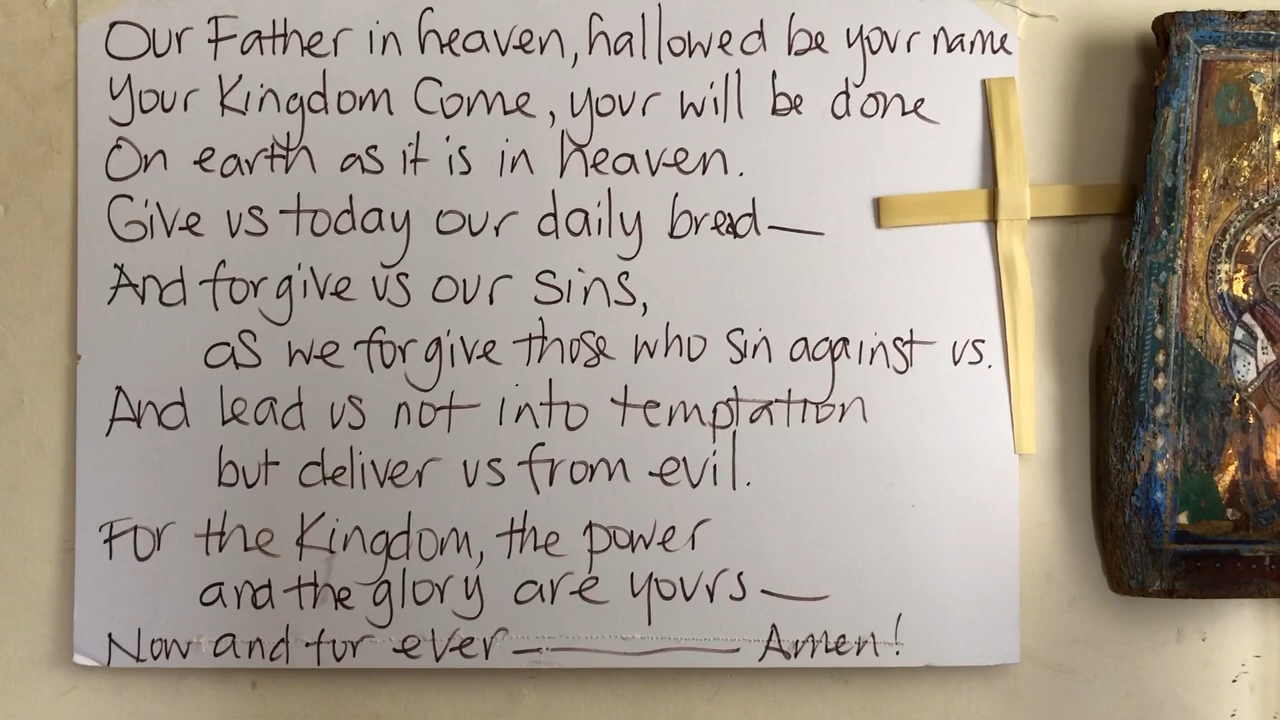 Our Father in heaven, hallowed be your name
Your Kingdom Come, your will be done
On earth as it is in heaven.
Give us today our daily bread—
And forgive us our sins,
as we forgive those who sin against us.
And lead us not into temptation
but deliver us from evil.
For the Kingdom, the power
and the glory are yours—
Now and for ever —— Amen!